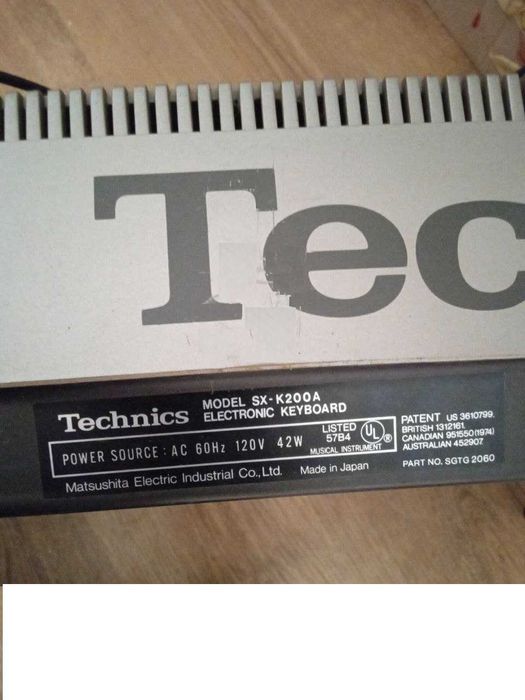 Tec
Technics MODEL SX-K200A
ELECTRONIC KEYBOARD
POWER SOURCE : AC 60Hz 120V 42W
LISTED
57B4
UL ®
MUSICAL INSTRUMENT
Matsushita Electric Industrial Co., Ltd. Made in Japan
PATENT US 3610799.
BRITISH 1312161.
CANADIAN 951550(1974)
AUSTRALIAN 452907
PART NO. SGTG 2060